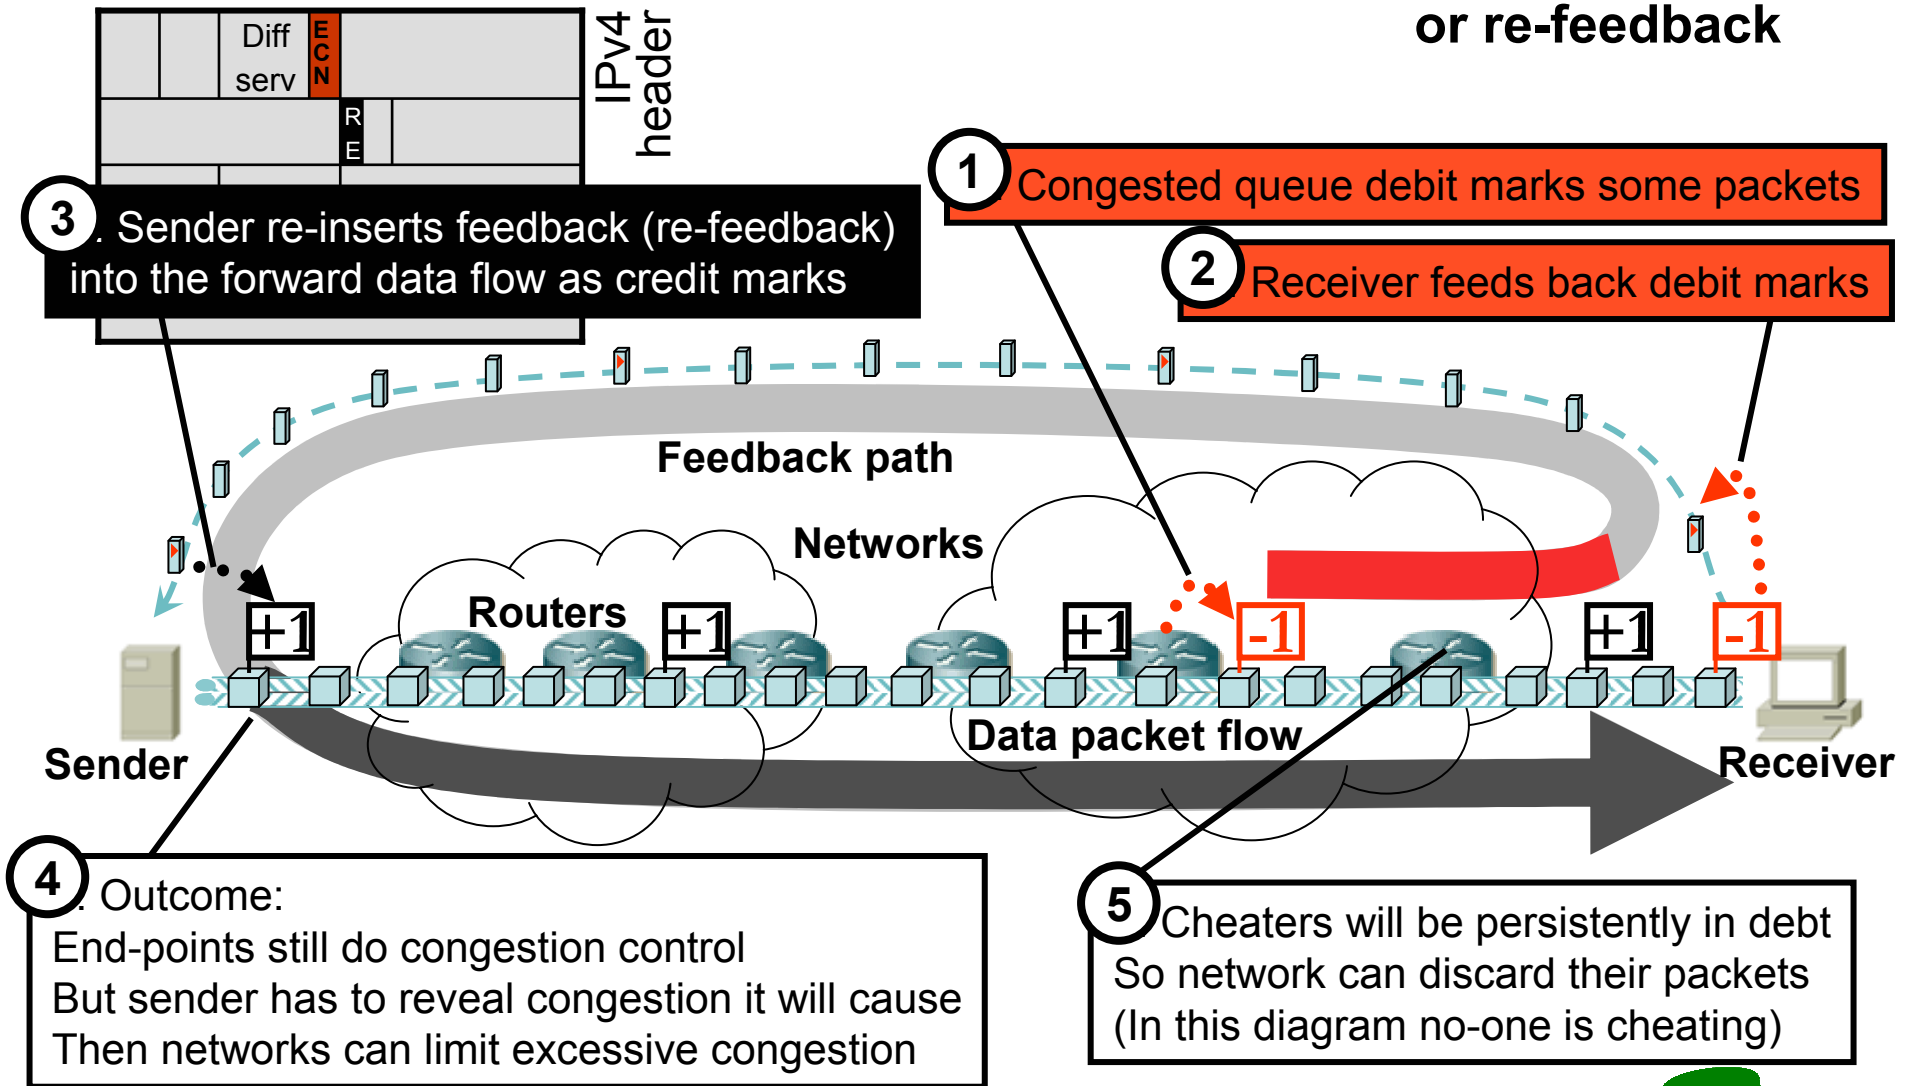 or re-feedback
Diff
serv
ECN
RE
IPv4
header
1 Congested queue debit marks some packets
2 Receiver feeds back debit marks
3. Sender re-inserts feedback (re-feedback)
into the forward data flow as credit marks
Feedback path
Networks
Routers
+1 +1 +1 -1 +1 -1
Data packet flow
Sender
Receiver
4. Outcome:
End-points still do congestion control
But sender has to reveal congestion it will cause
Then networks can limit excessive congestion
5 Cheaters will be persistently in debt
So network can discard their packets
(In this diagram no-one is cheating)